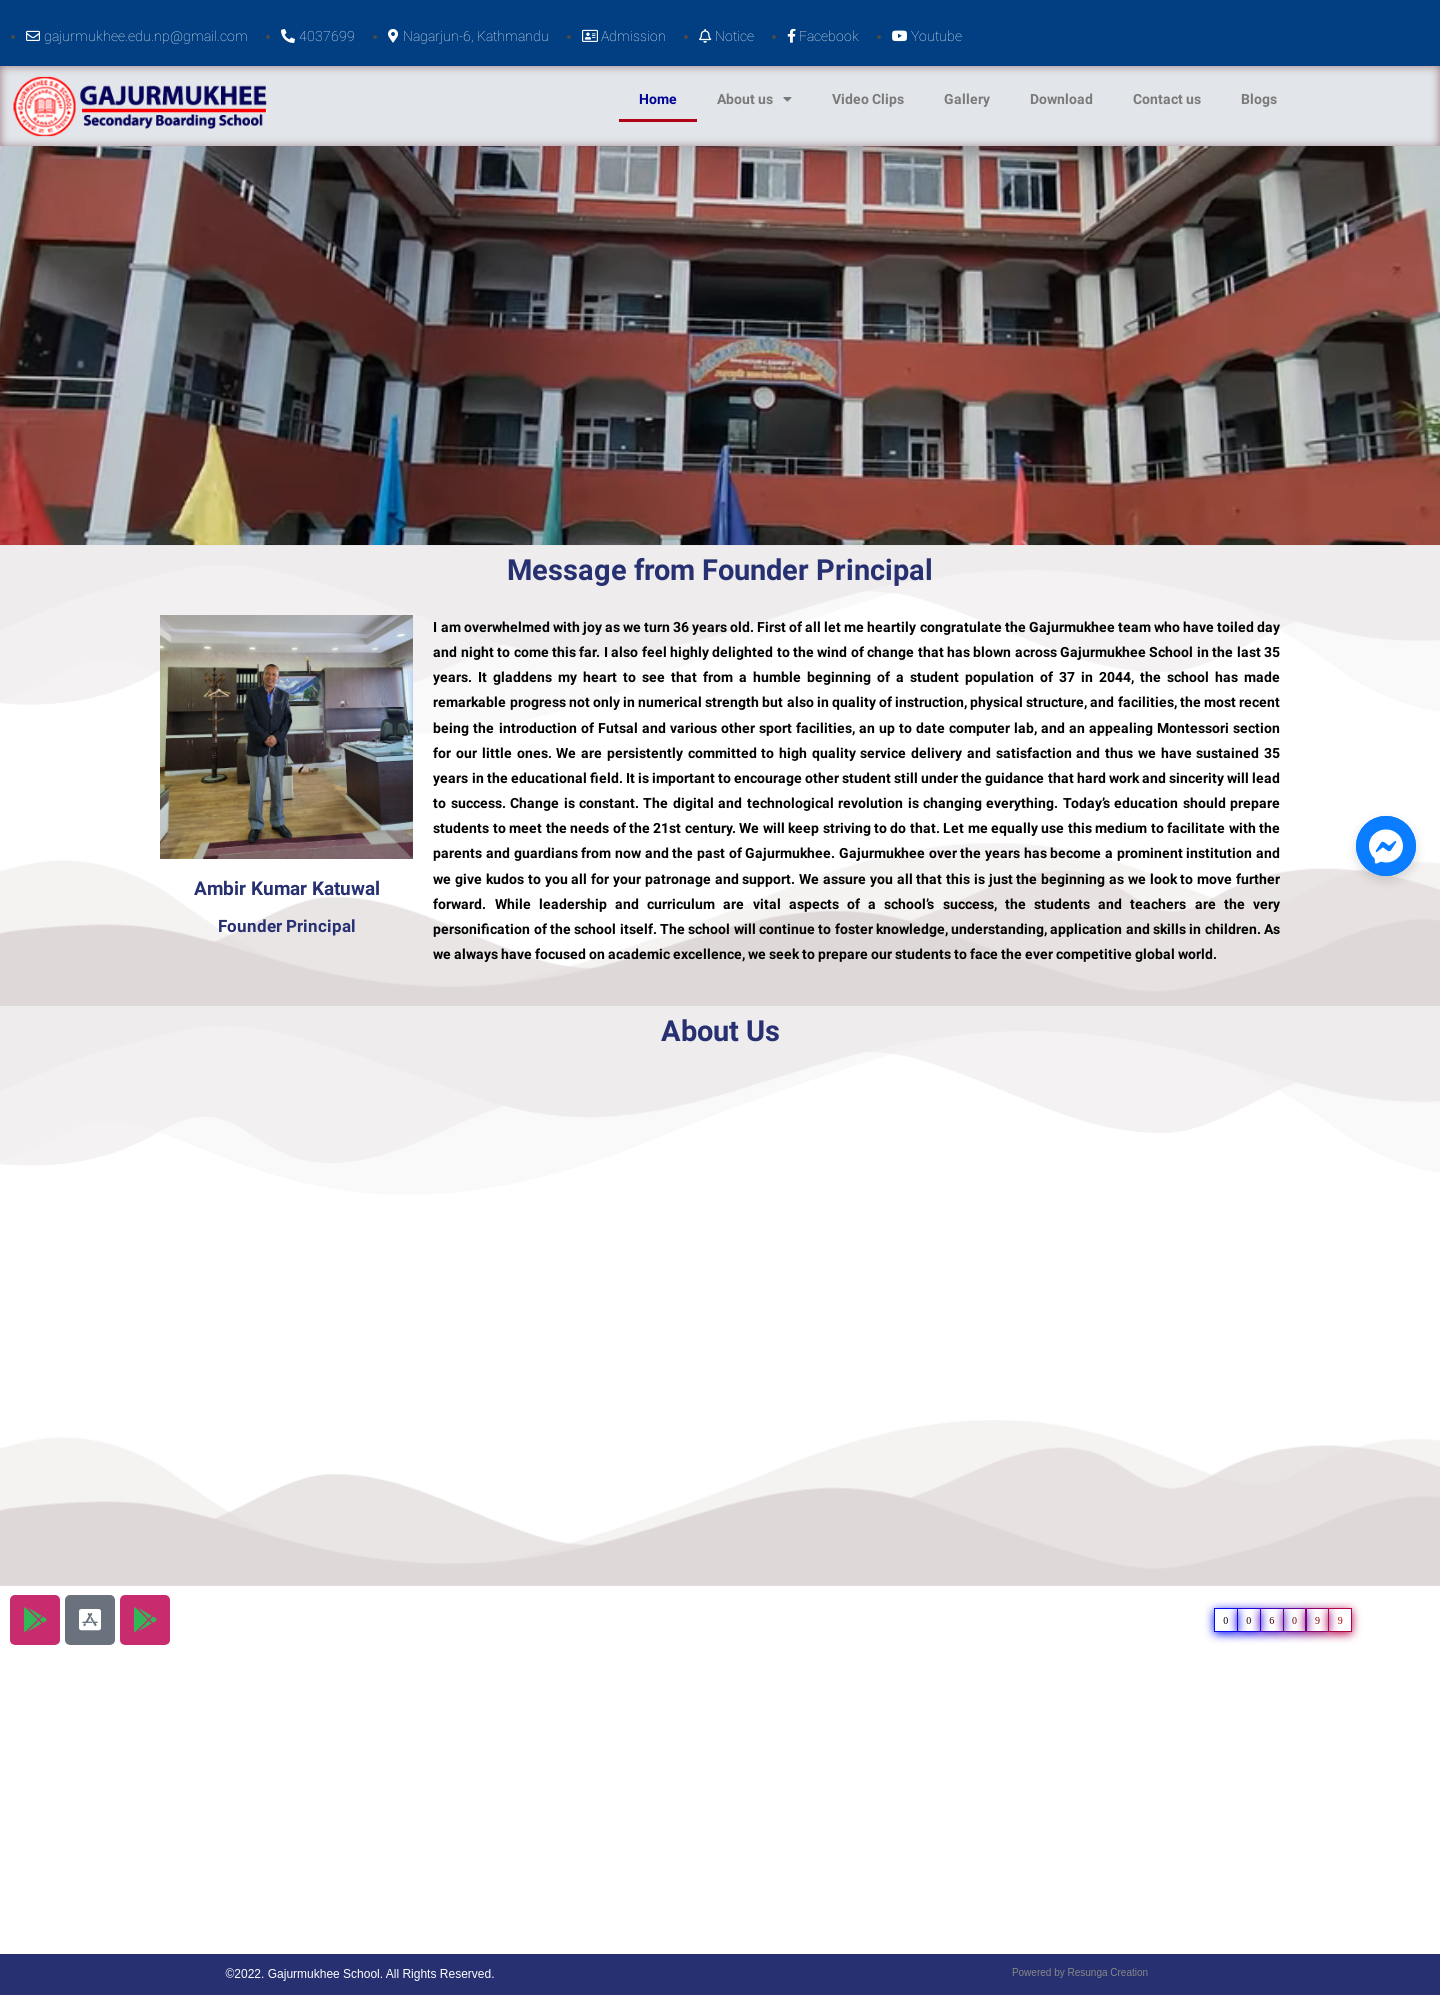 gajurmukhee.edu.np@gmail.com 4037699 Nagarjun-6, Kathmandu Admission Notice Facebook Youtube
GAJURMUKHEE
Secondary Boarding School
Home About us Video Clips Gallery Download Contact us Blogs
Message from Founder Principal
I am overwhelmed with joy as we turn 36 years old. First of all let me heartily congratulate the Gajurmukhee team who have toiled day
and night to come this far. I also feel highly delighted to the wind of change that has blown across Gajurmukhee School in the last 35
years. It gladdens my heart to see that from a humble beginning of a student population of 37 in 2044, the school has made
remarkable progress not only in numerical strength but also in quality of instruction, physical structure, and facilities, the most recent
being the introduction of Futsal and various other sport facilities, an up to date computer lab, and an appealing Montessori section
for our little ones. We are persistently committed to high quality service delivery and satisfaction and thus we have sustained 35
years in the educational field. It is important to encourage other student still under the guidance that hard work and sincerity will lead
to success. Change is constant. The digital and technological revolution is changing everything. Today’s education should prepare
students to meet the needs of the 21st century. We will keep striving to do that. Let me equally use this medium to facilitate with the
parents and guardians from now and the past of Gajurmukhee. Gajurmukhee over the years has become a prominent institution and
we give kudos to you all for your patronage and support. We assure you all that this is just the beginning as we look to move further
forward. While leadership and curriculum are vital aspects of a school’s success, the students and teachers are the very
personification of the school itself. The school will continue to foster knowledge, understanding, application and skills in children. As
we always have focused on academic excellence, we seek to prepare our students to face the ever competitive global world.
Ambir Kumar Katuwal
Founder Principal
About Us
0 0 6 0 9 9
©2022. Gajurmukhee School. All Rights Reserved.
Powered by Resunga Creation